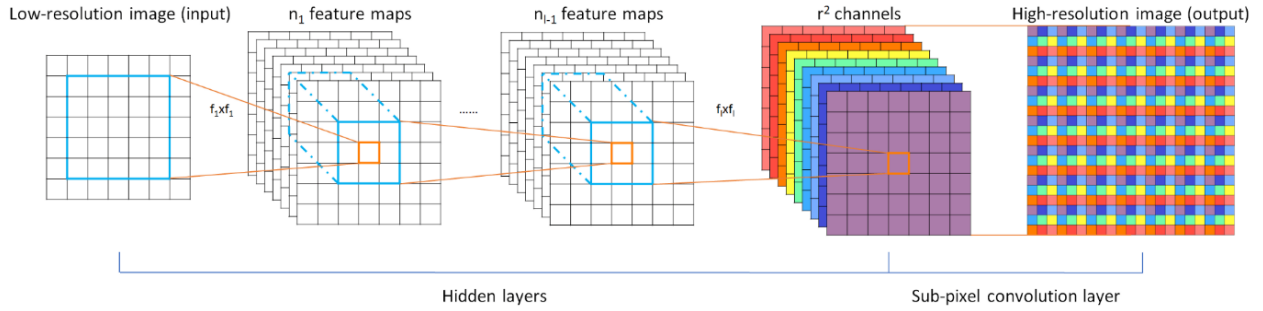 Low-resolution image (input)
n₁ feature maps
nₗ₋₁ feature maps
r² channels
High-resolution image (output)
f₁xf₁
......
fₗxfₗ
Hidden layers
Sub-pixel convolution layer